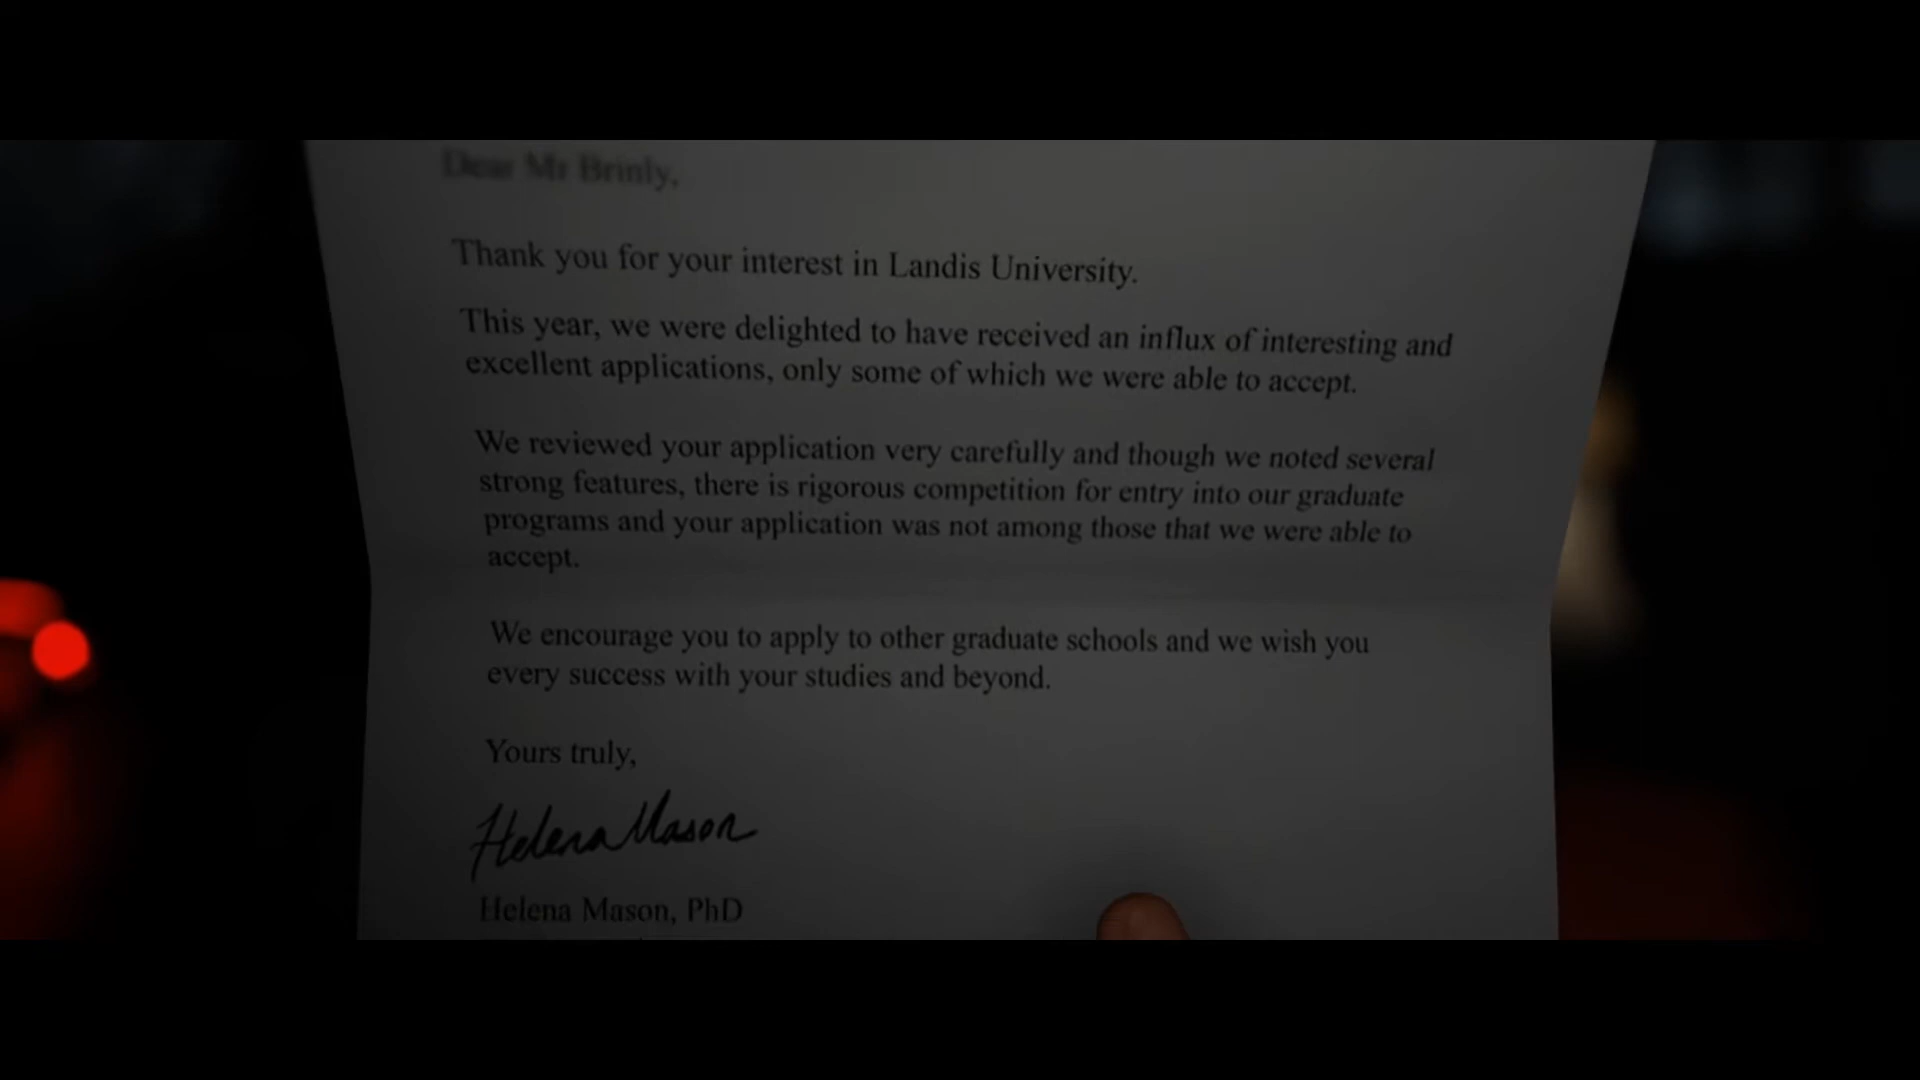 Dear Mr Brinly,
Thank you for your interest in Landis University.
This year, we were delighted to have received an influx of interesting and
excellent applications, only some of which we were able to accept.
We reviewed your application very carefully and though we noted several
strong features, there is rigorous competition for entry into our graduate
programs and your application was not among those that we were able to
accept.
We encourage you to apply to other graduate schools and we wish you
every success with your studies and beyond.
Yours truly,
Helena Mason
Helena Mason, PhD